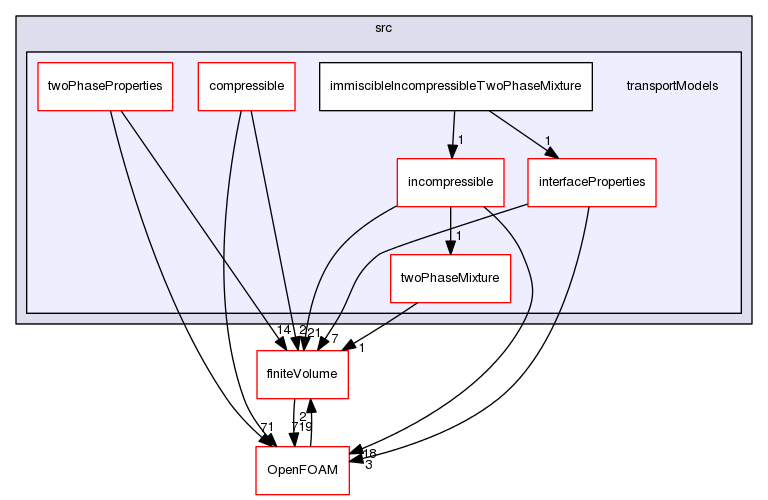 src
twoPhaseProperties
compressible
immiscibleIncompressibleTwoPhaseMixture
transportModels
1
1
incompressible
interfaceProperties
1
twoPhaseMixture
14
2
721
7
1
finiteVolume
2
719
71
18
3
OpenFOAM